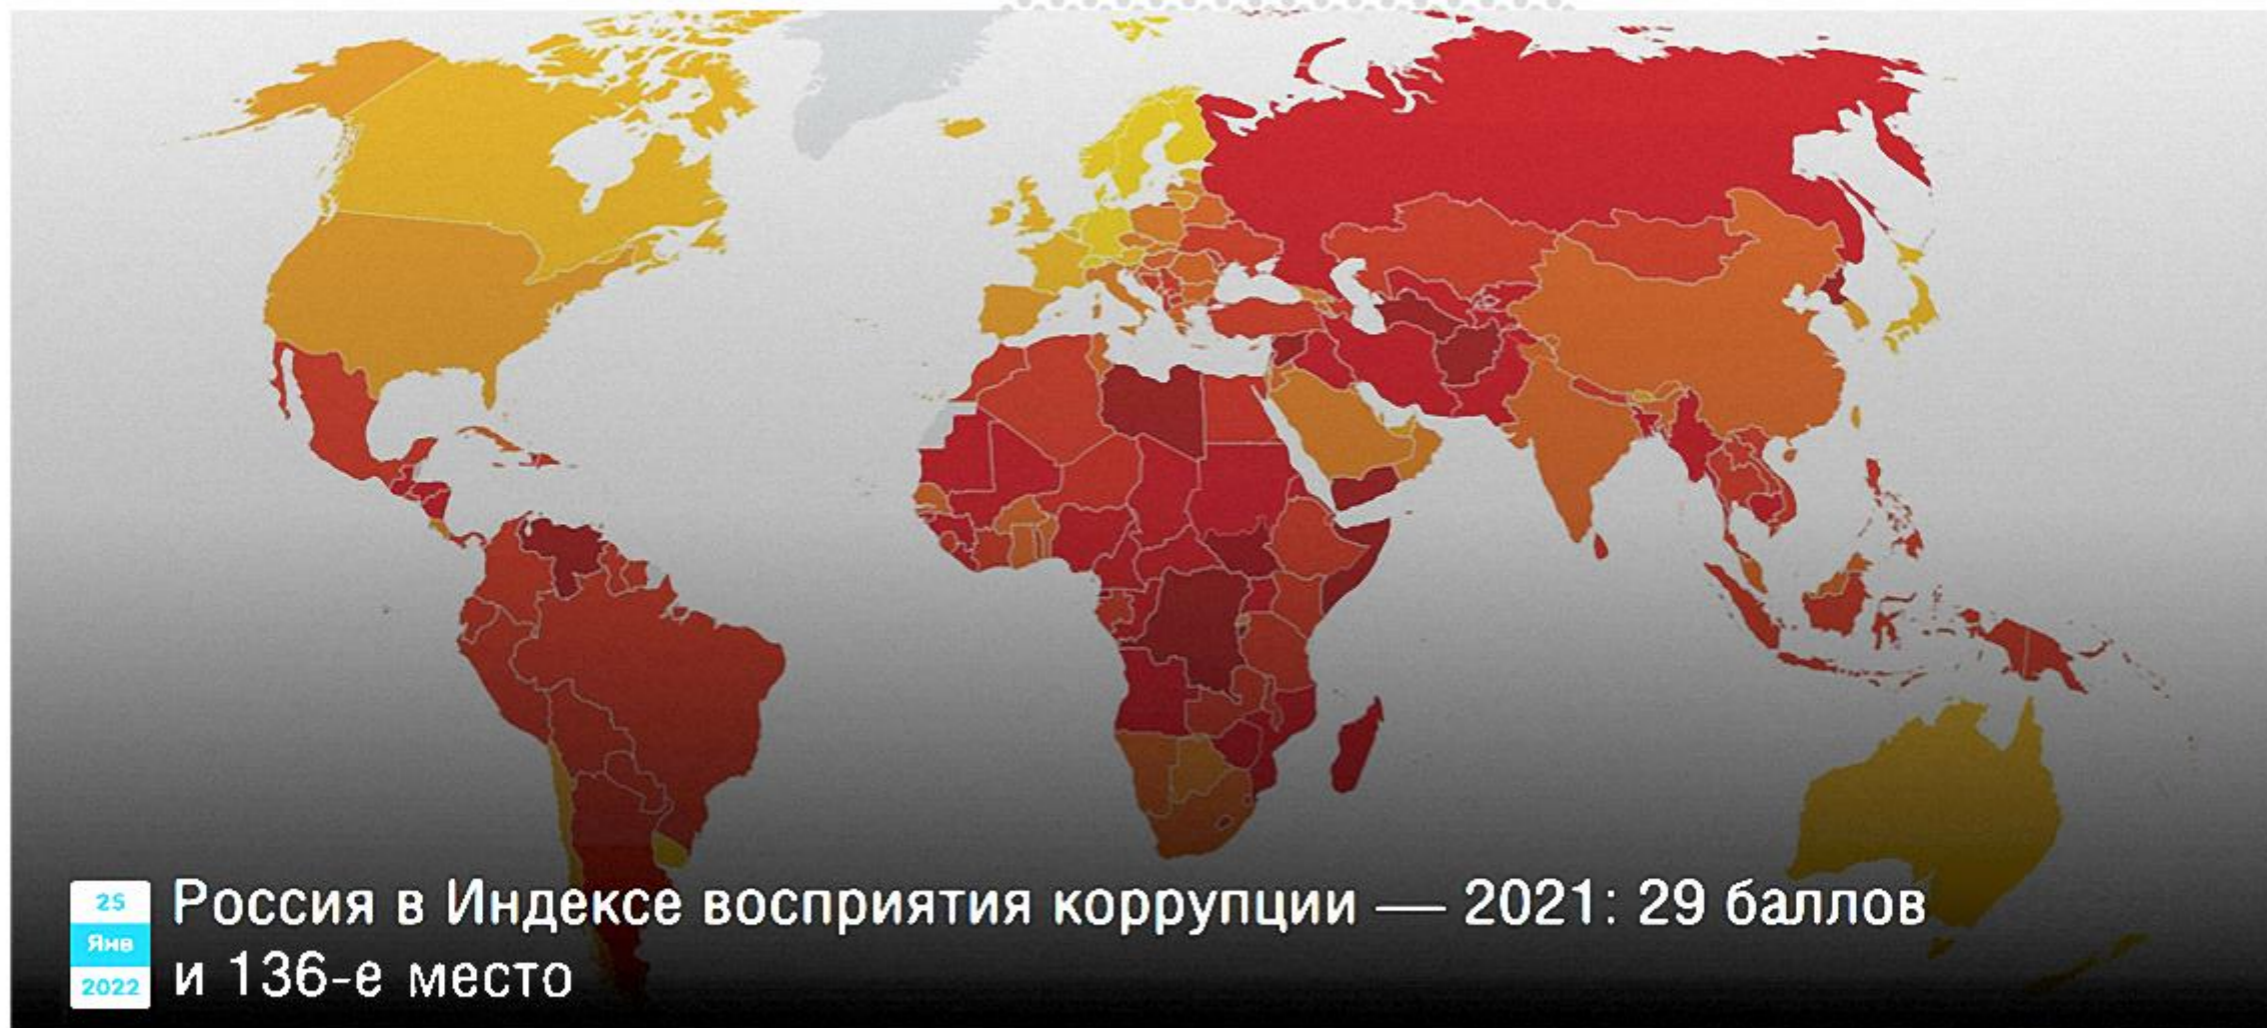 25
Янв
2022
Россия в Индексе восприятия коррупции — 2021: 29 баллов
и 136-е место